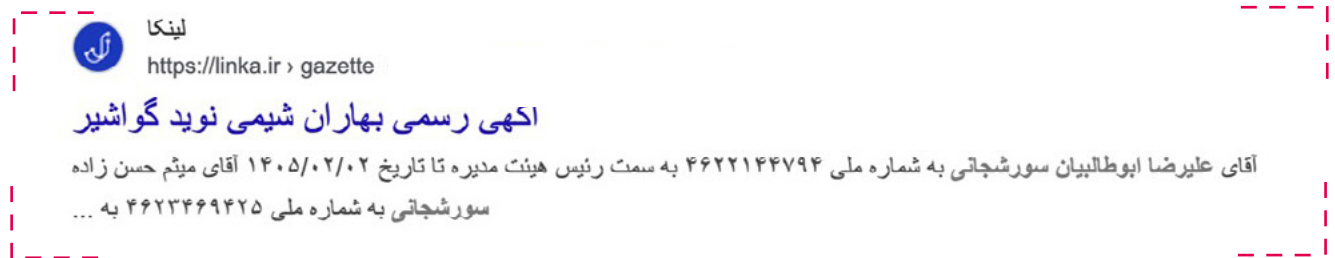 لینکا
https://linka.ir › gazette
آگهی رسمی بهاران شیمی نوید گواشیر
آقای علیرضا ابوطالبیان سورشجانی به شماره ملی ۴۶۲۲۱۴۴۷۹۴ به سمت رئیس هیئت مدیره تا تاریخ ۱۴۰۵/۰۲/۰۲ آقای میثم حسن زاده
سورشجانی به شماره ملی ۴۶۲۳۴۶۹۴۲۵ به ...